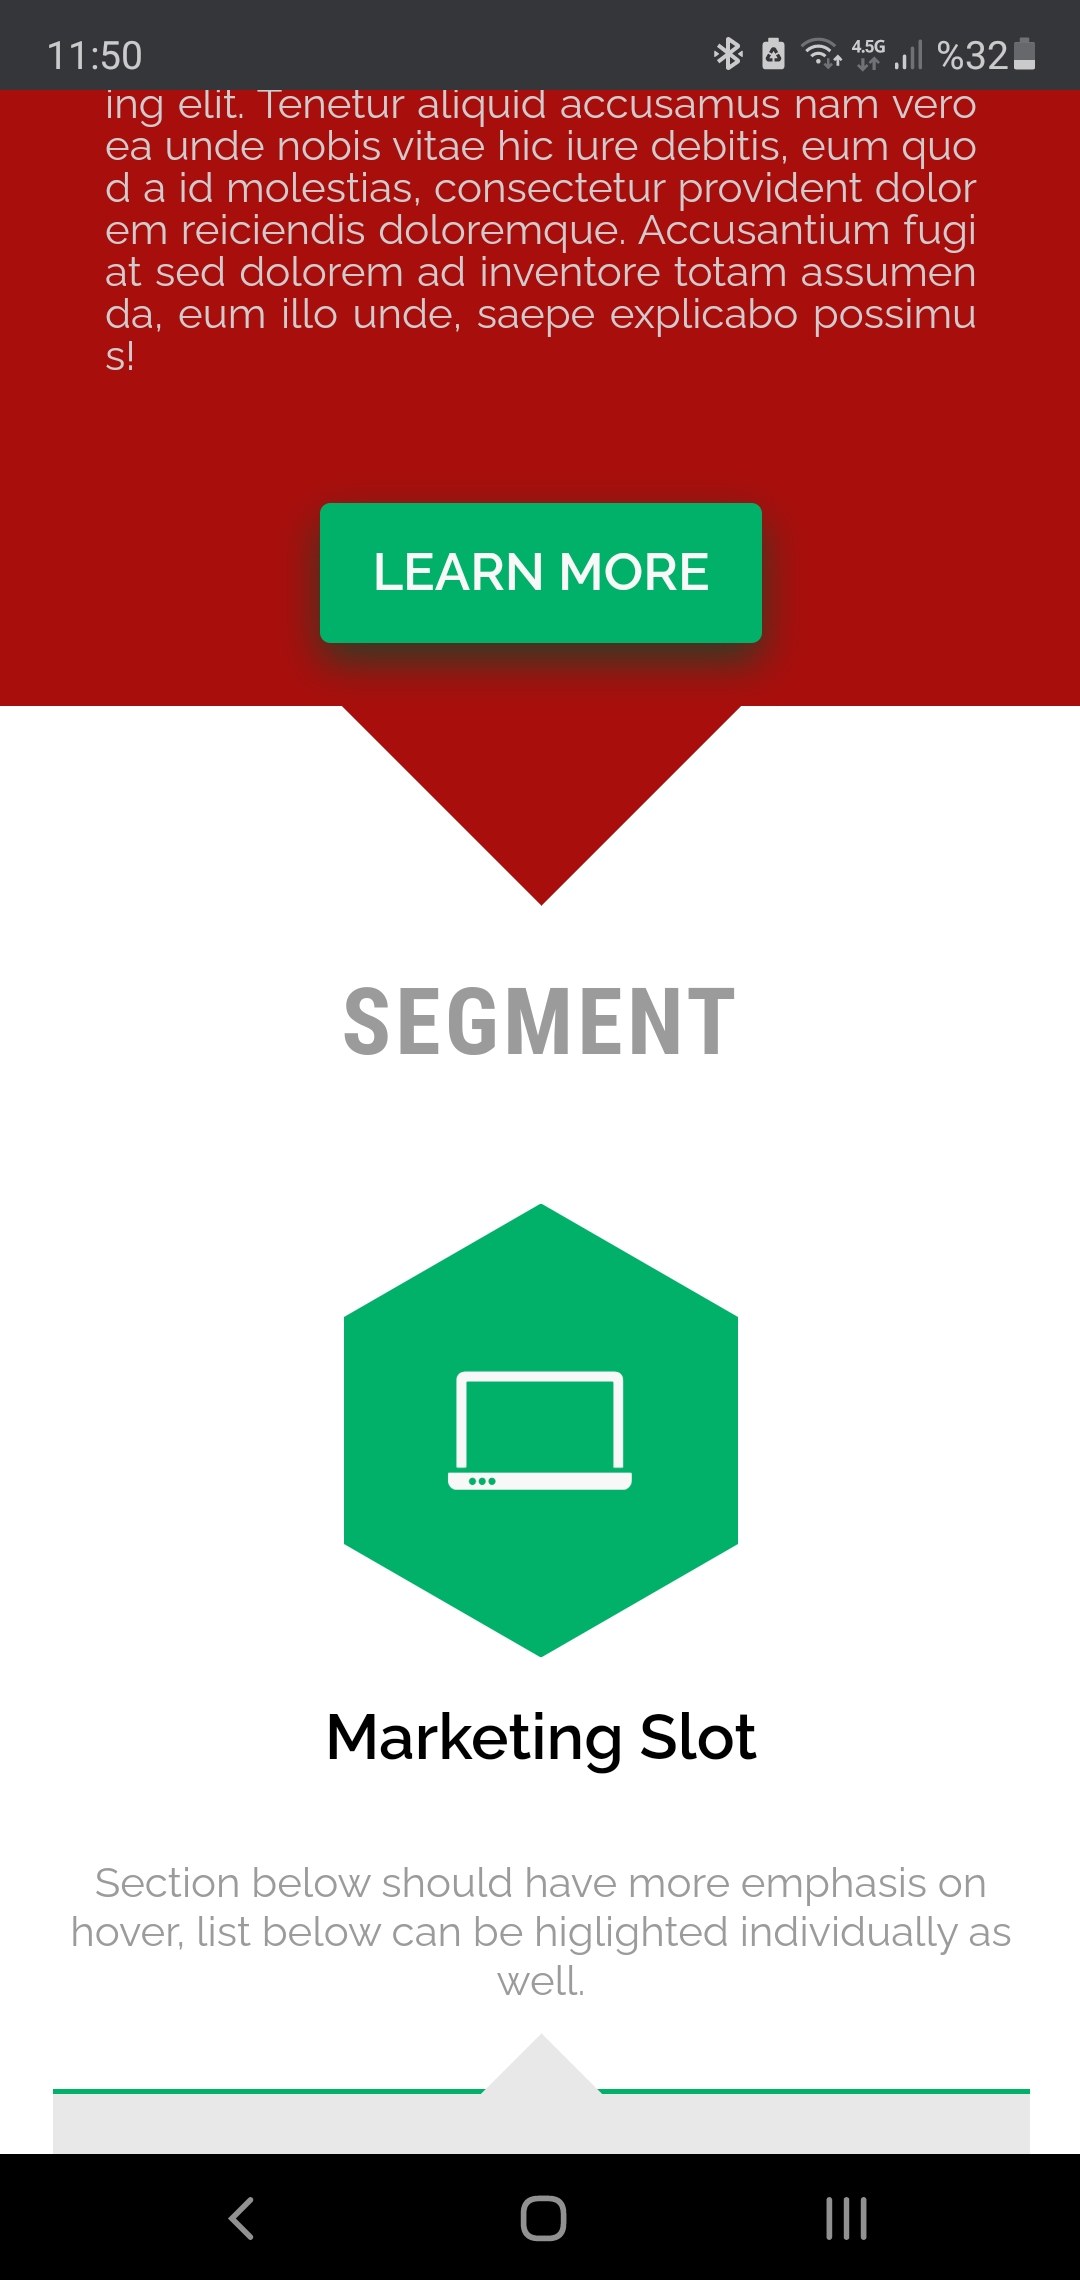 11:50 4.5G %32
ing elit. Tenetur aliquid accusamus nam vero
ea unde nobis vitae hic iure debitis, eum quo
d a id molestias, consectetur provident dolor
em reiciendis doloremque. Accusantium fugi
at sed dolorem ad inventore totam assumen
da, eum illo unde, saepe explicabo possimu
s!
LEARN MORE
SEGMENT
Marketing Slot
Section below should have more emphasis on
hover, list below can be higlighted individually as
well.